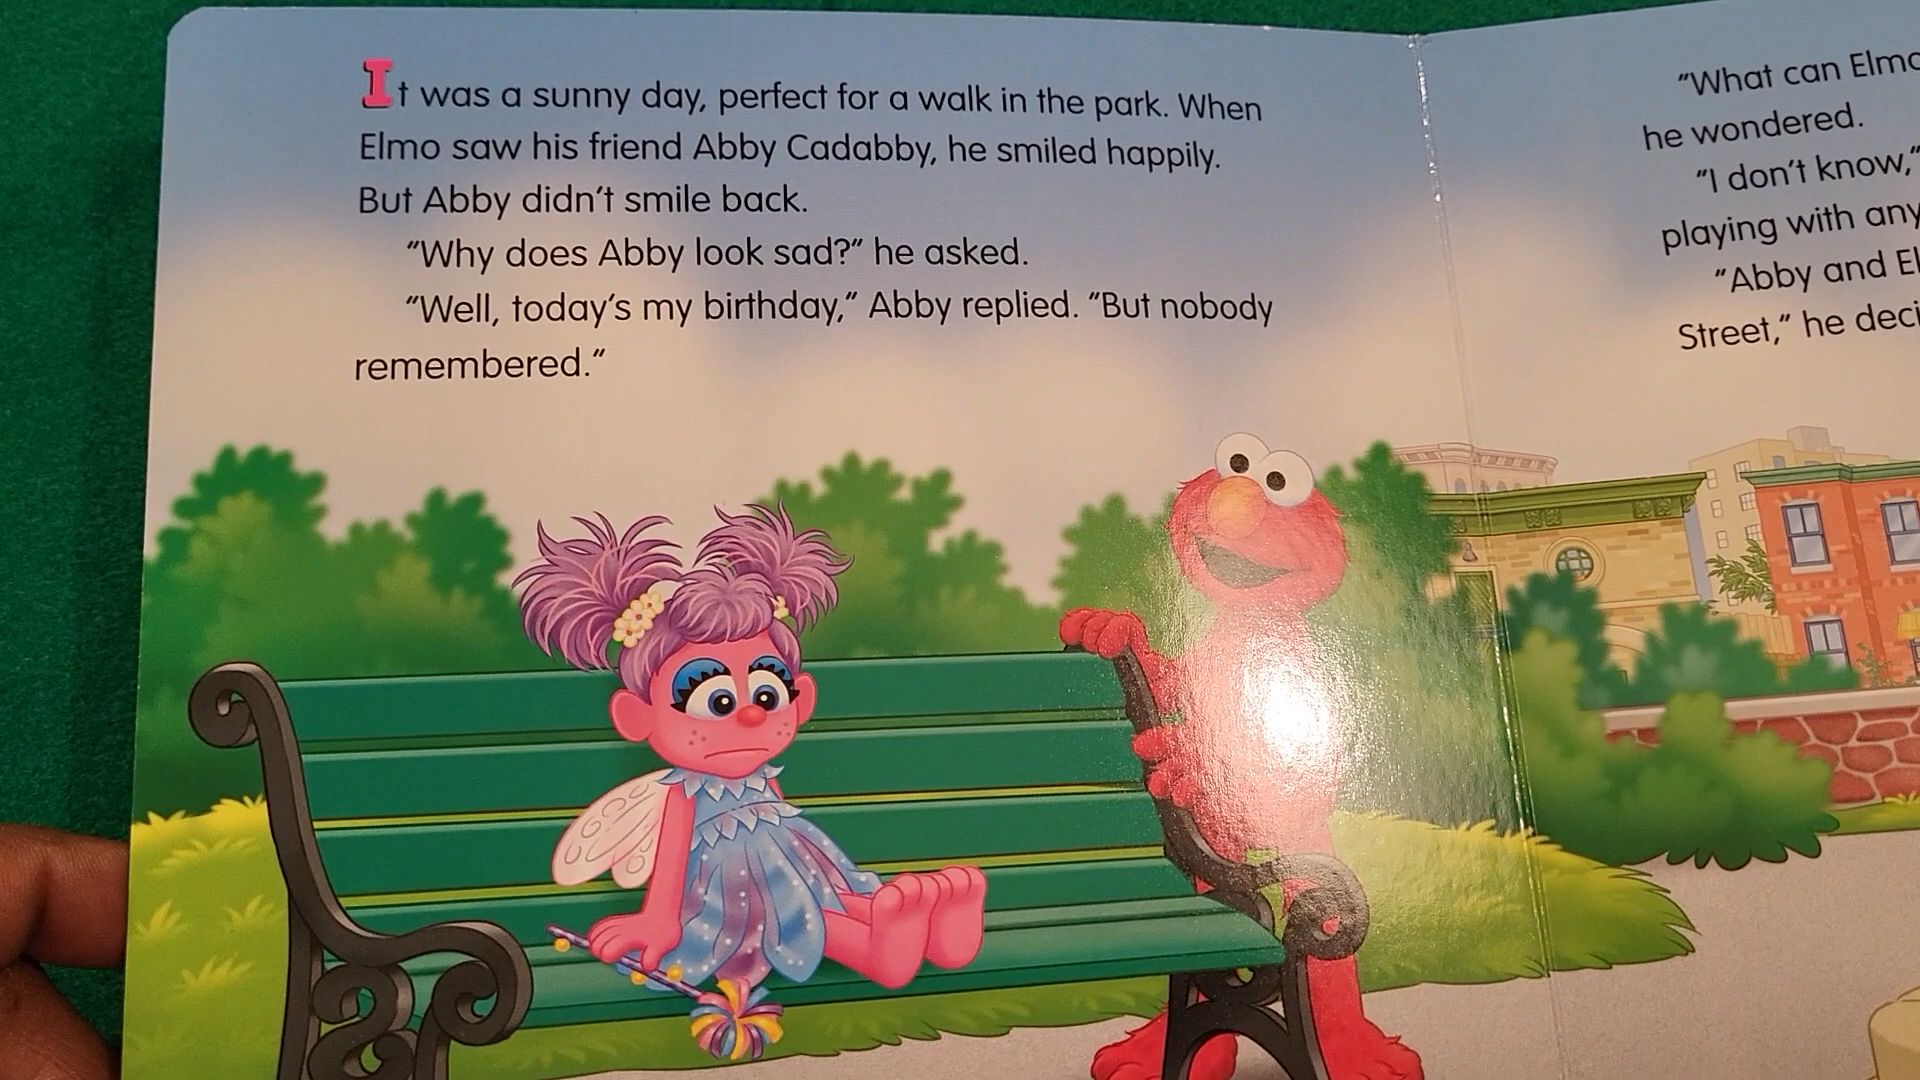 It was a sunny day, perfect for a walk in the park. When
Elmo saw his friend Abby Cadabby, he smiled happily.
But Abby didn't smile back.
"Why does Abby look sad?" he asked.
"Well, today's my birthday," Abby replied. "But nobody
remembered."
"What can Elmo
he wondered.
"I don't know,"
playing with any
"Abby and
Street," he